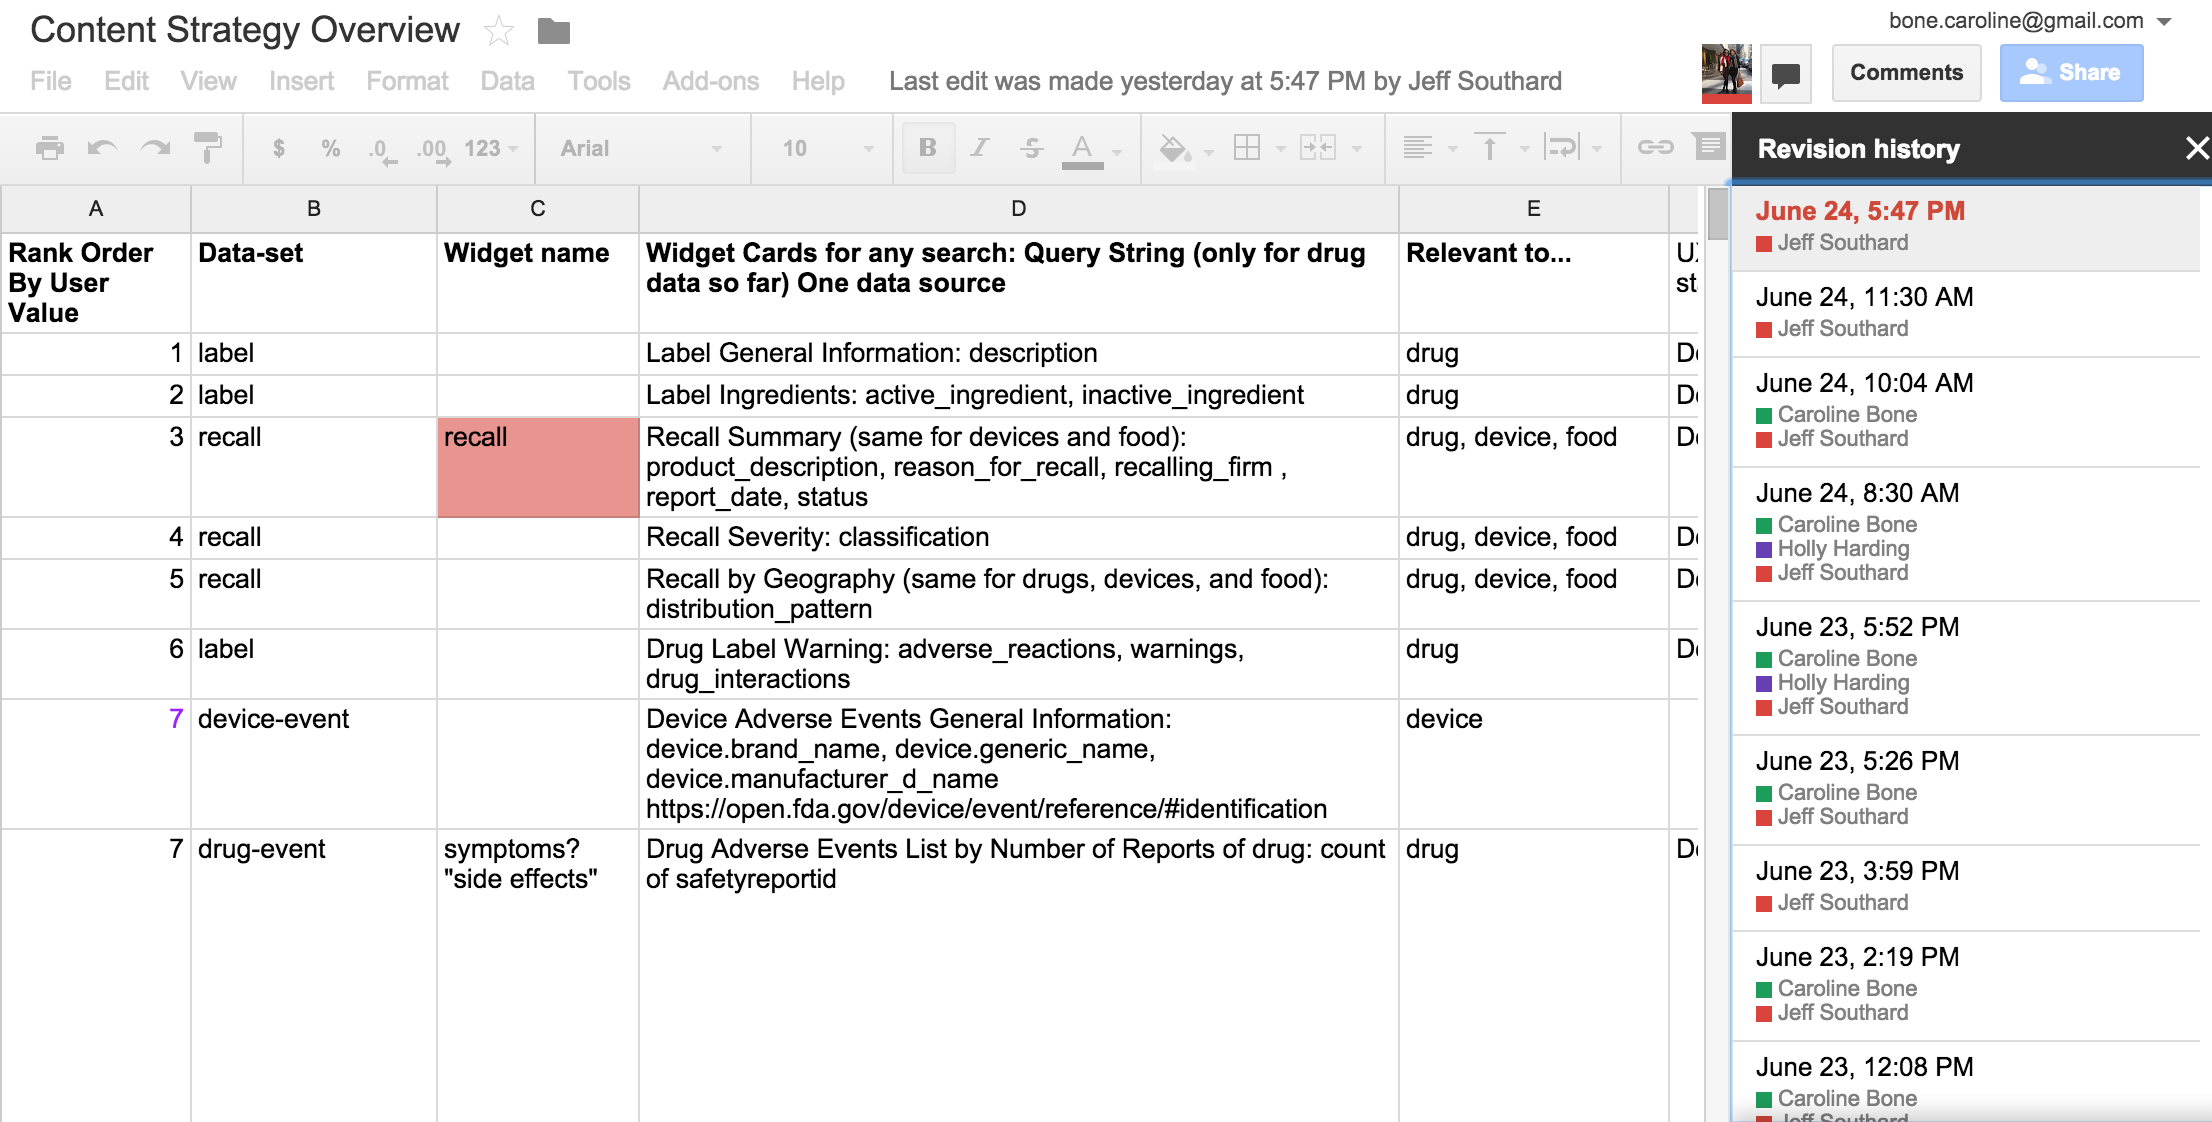 Content Strategy Overview
bone.caroline@gmail.com
File Edit View Insert Format Data Tools Add-ons Help Last edit was made yesterday at 5:47 PM by Jeff Southard
Comments
Share
$ % .0 .00 123 Arial 10 B I S A
Revision history
A B C D E
Rank Order
By User
Value
Data-set
Widget name
Widget Cards for any search: Query String (only for drug
data so far) One data source
Relevant to...
1 label
Label General Information: description
drug
2 label
Label Ingredients: active_ingredient, inactive_ingredient
drug
3 recall
recall
Recall Summary (same for devices and food):
product_description, reason_for_recall, recalling_firm ,
report_date, status
drug, device, food
4 recall
Recall Severity: classification
drug, device, food
5 recall
Recall by Geography (same for drugs, devices, and food):
distribution_pattern
drug, device, food
6 label
Drug Label Warning: adverse_reactions, warnings,
drug_interactions
drug
7 device-event
Device Adverse Events General Information:
device.brand_name, device.generic_name,
device.manufacturer_d_name
https://open.fda.gov/device/event/reference/#identification
device
7 drug-event
symptoms?
"side effects"
Drug Adverse Events List by Number of Reports of drug: count
of safetyreportid
drug
June 24, 5:47 PM
Jeff Southard
June 24, 11:30 AM
Jeff Southard
June 24, 10:04 AM
Caroline Bone
Jeff Southard
June 24, 8:30 AM
Caroline Bone
Holly Harding
Jeff Southard
June 23, 5:52 PM
Caroline Bone
Holly Harding
Jeff Southard
June 23, 5:26 PM
Caroline Bone
Jeff Southard
June 23, 3:59 PM
Jeff Southard
June 23, 2:19 PM
Caroline Bone
Jeff Southard
June 23, 12:08 PM
Caroline Bone
Jeff Southard